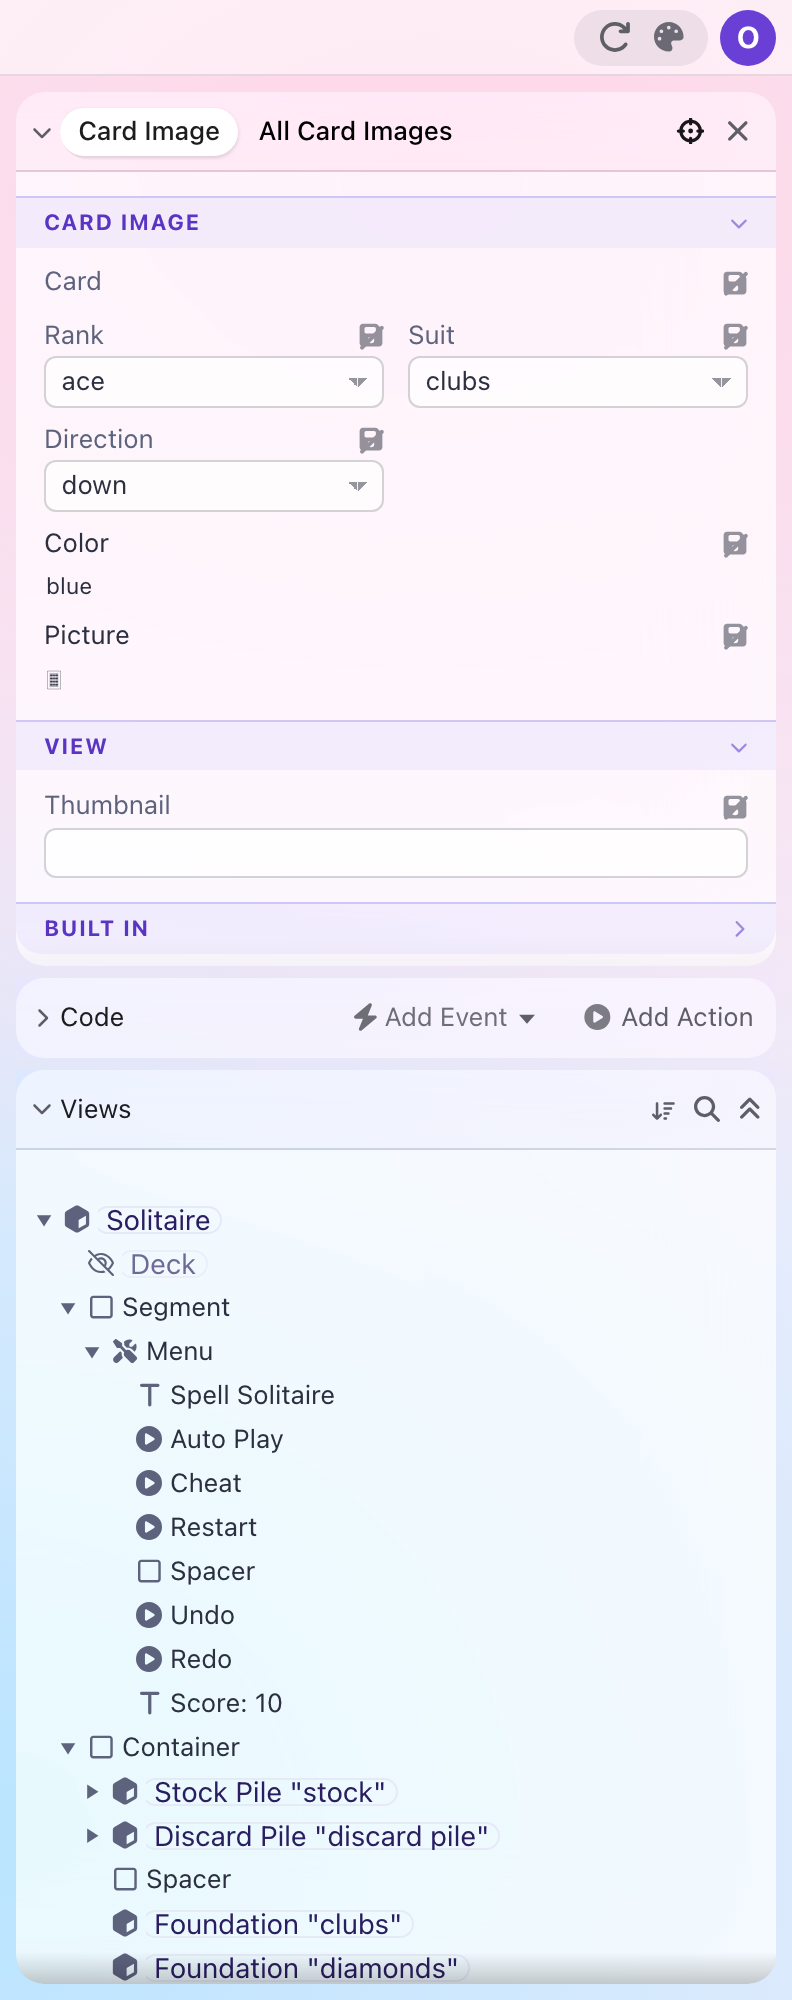 O
Card Image All Card Images
CARD IMAGE
Card
Rank Suit
ace clubs
Direction
down
Color
blue
Picture
VIEW
Thumbnail
BUILT IN
Code Add Event Add Action
Views
Solitaire
Deck
Segment
Menu
Spell Solitaire
Auto Play
Cheat
Restart
Spacer
Undo
Redo
Score: 10
Container
Stock Pile "stock"
Discard Pile "discard pile"
Spacer
Foundation "clubs"
Foundation "diamonds"